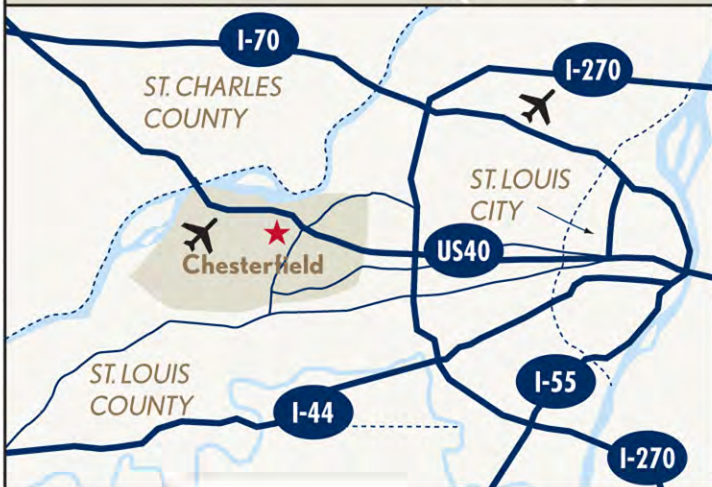 I-70
I-270
ST. CHARLES
COUNTY
ST. LOUIS
CITY
US40
Chesterfield
ST. LOUIS
COUNTY
I-55
I-44
I-270